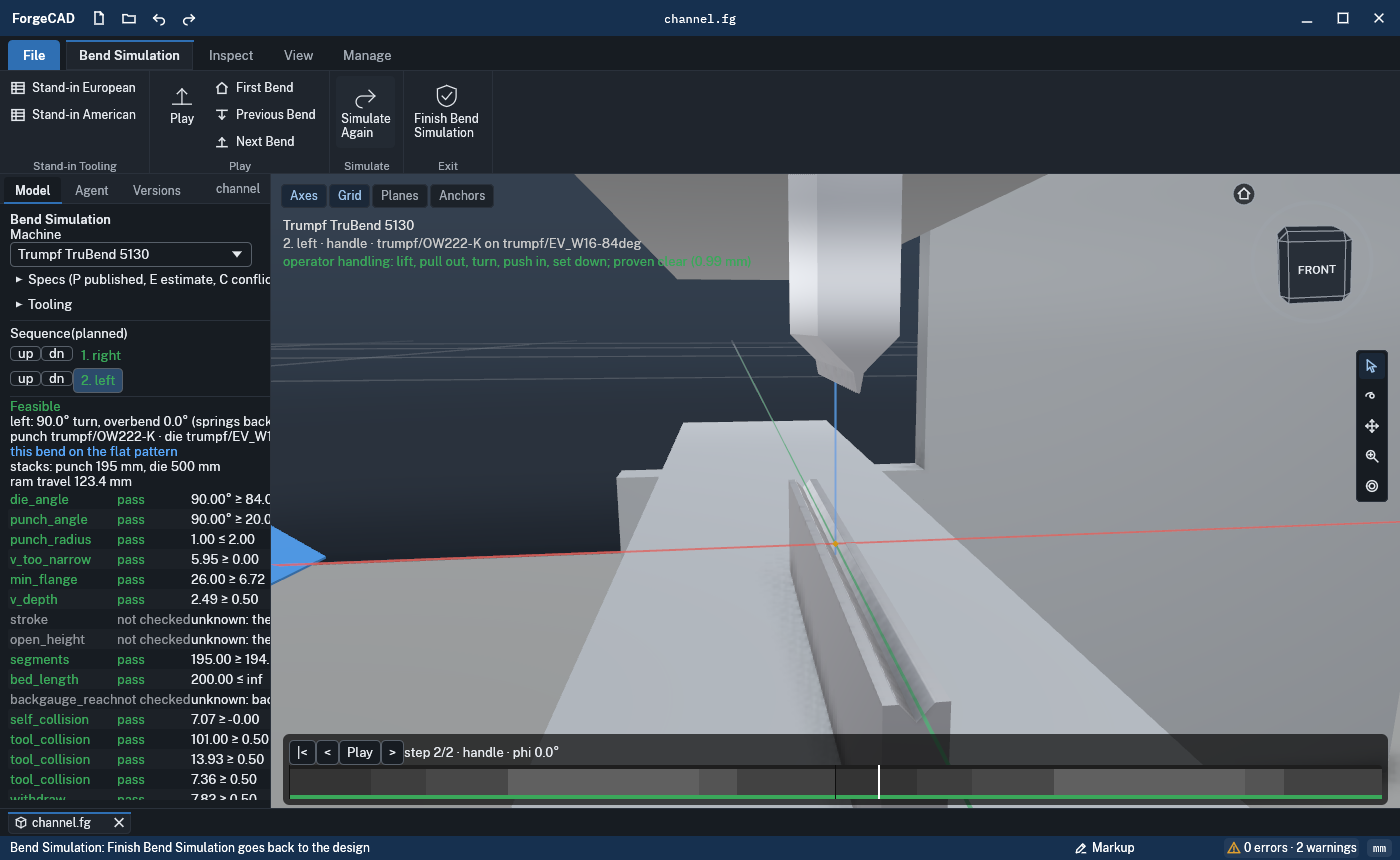 ForgeCAD
channel.fg
File
Bend Simulation
Inspect
View
Manage
Stand-in European
Stand-in American
Stand-in Tooling
Play
First Bend
Previous Bend
Next Bend
Play
Simulate Again
Simulate
Finish Bend Simulation
Exit
Model
Agent
Versions
channel
Bend Simulation
Machine
Trumpf TruBend 5130
Specs (P published, E estimate, C conflic
Tooling
Sequence(planned)
up dn 1. right
up dn 2. left
Feasible
left: 90.0° turn, overbend 0.0° (springs back
punch trumpf/OW222-K · die trumpf/EV_W1
this bend on the flat pattern
stacks: punch 195 mm, die 500 mm
ram travel 123.4 mm
die_angle pass 90.00° ≥ 84.0
punch_angle pass 90.00° ≥ 20.0
punch_radius pass 1.00 ≤ 2.00
v_too_narrow pass 5.95 ≥ 0.00
min_flange pass 26.00 ≥ 6.72
v_depth pass 2.49 ≥ 0.50
stroke not checked unknown: the
open_height not checked unknown: the
segments pass 195.00 ≥ 194.
bed_length pass 200.00 ≤ inf
backgauge_reach not checked unknown: bac
self_collision pass 7.07 ≥ -0.00
tool_collision pass 101.00 ≥ 0.50
tool_collision pass 13.93 ≥ 0.50
tool_collision pass 7.36 ≥ 0.50
withdraw pass 7.82 ≥ 0.50
Axes Grid Planes Anchors
Trumpf TruBend 5130
2. left · handle · trumpf/OW222-K on trumpf/EV_W16-84deg
operator handling: lift, pull out, turn, push in, set down; proven
FRONT
|< < Play > step 2/2 · handle · phi 0.0°
channel.fg
Bend Simulation: Finish Bend Simulation goes back to the design
Markup
0 errors · 2 warnings
mm